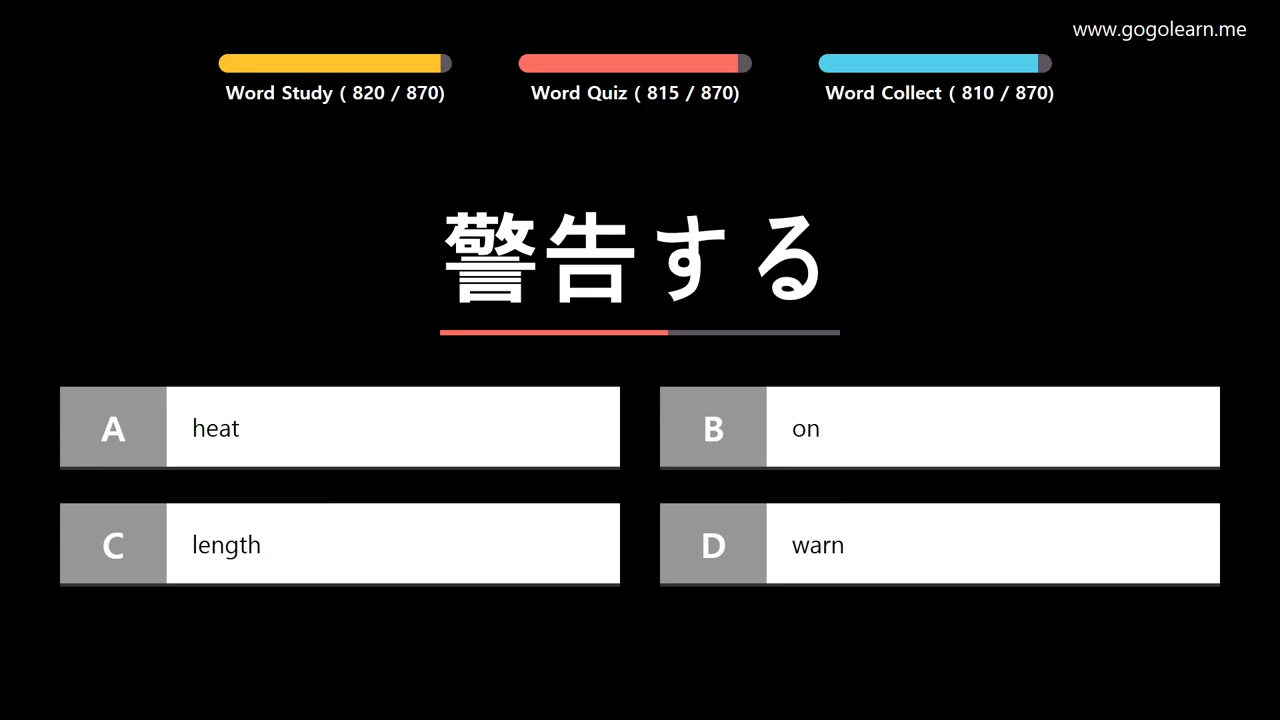 www.gogolearn.me
Word Study ( 820 / 870)
Word Quiz ( 815 / 870)
Word Collect ( 810 / 870)
警告する
A heat
B on
C length
D warn